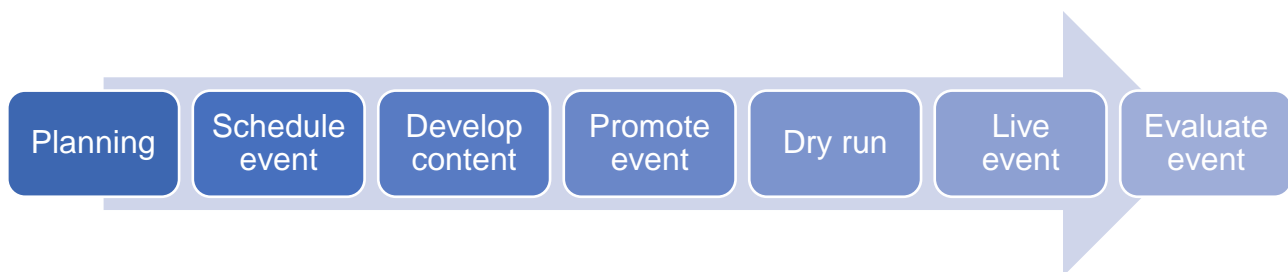 Planning
Schedule
event
Develop
content
Promote
event
Dry run
Live
event
Evaluate
event